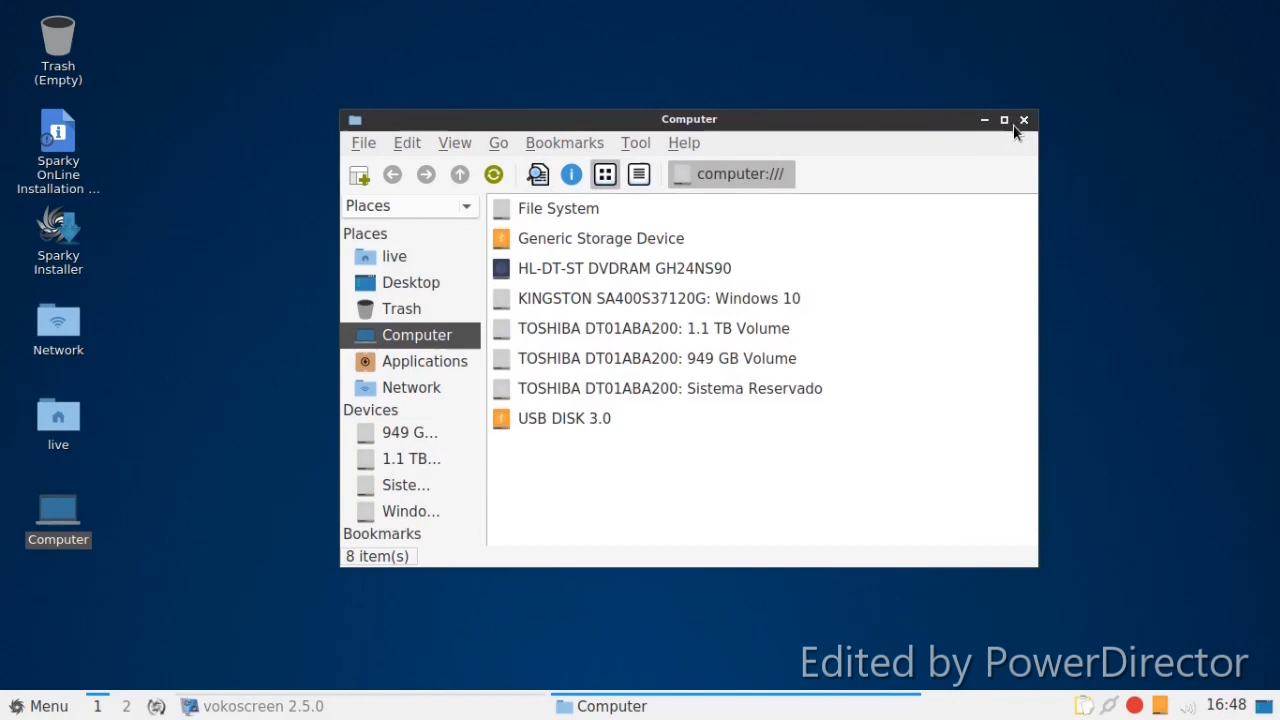 Trash
(Empty)
Sparky
OnLine
Installation ...
Sparky
Installer
Network
live
Computer
Computer
File Edit View Go Bookmarks Tool Help
computer:///
Places
Places
live
Desktop
Trash
Computer
Applications
Network
Devices
949 G...
1.1 TB...
Siste...
Windo...
Bookmarks
File System
Generic Storage Device
HL-DT-ST DVDRAM GH24NS90
KINGSTON SA400S37120G: Windows 10
TOSHIBA DT01ABA200: 1.1 TB Volume
TOSHIBA DT01ABA200: 949 GB Volume
TOSHIBA DT01ABA200: Sistema Reservado
USB DISK 3.0
8 item(s)
Edited by PowerDirector
Menu 1 2 vokoscreen 2.5.0 Computer 16:48